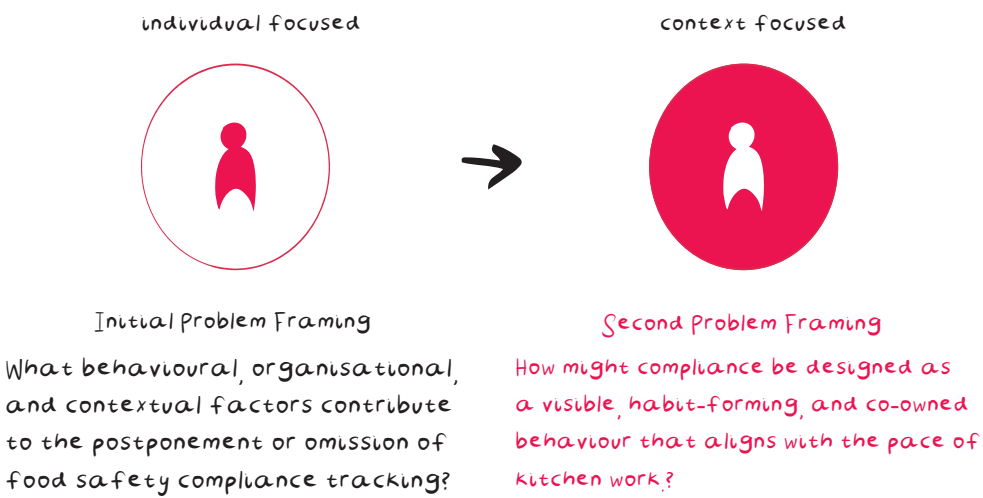 individual focused
context focused
Initial Problem Framing
What behavioural, organisational,
and contextual factors contribute
to the postponement or omission of
food safety compliance tracking?
Second Problem Framing
How might compliance be designed as
a visible, habit-forming, and co-owned
behaviour that aligns with the pace of
kitchen work?